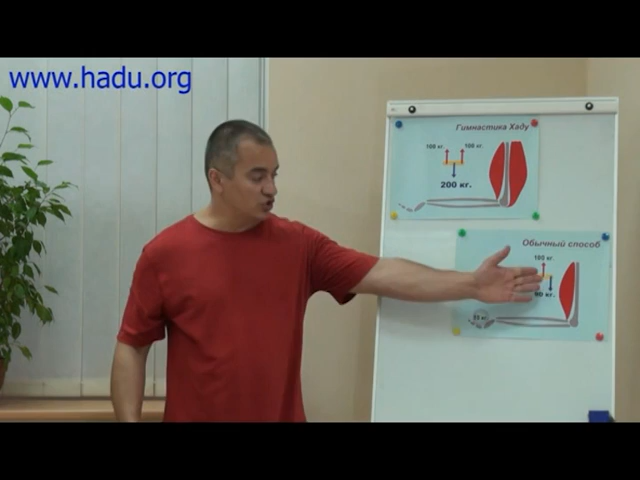 www.hadu.org
Гимнастика Хаду
100 кг. 100 кг.
200 кг.
Обычный способ
100 кг.
90 кг.